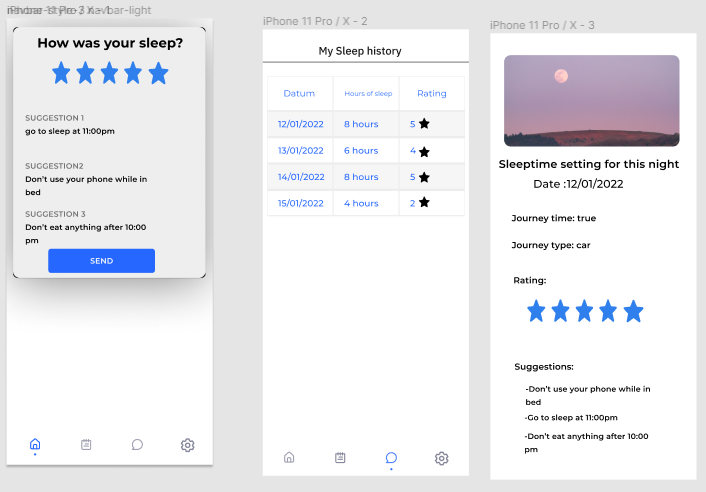 iPhone 11 Pro / X - 1
How was your sleep?
SUGGESTION 1
go to sleep at 11:00pm
SUGGESTION2
Don't use your phone while in
bed
SUGGESTION 3
Don't eat anything after 10:00
pm
SEND
iPhone 11 Pro / X - 2
My Sleep history
Datum Hours of sleep Rating
12/01/2022 8 hours 5
13/01/2022 6 hours 4
14/01/2022 8 hours 5
15/01/2022 4 hours 2
iPhone 11 Pro / X - 3
Sleeptime setting for this night
Date :12/01/2022
Journey time: true
Journey type: car
Rating:
Suggestions:
-Don't use your phone while in
bed
-Go to sleep at 11:00pm
-Don't eat anything after 10:00
pm